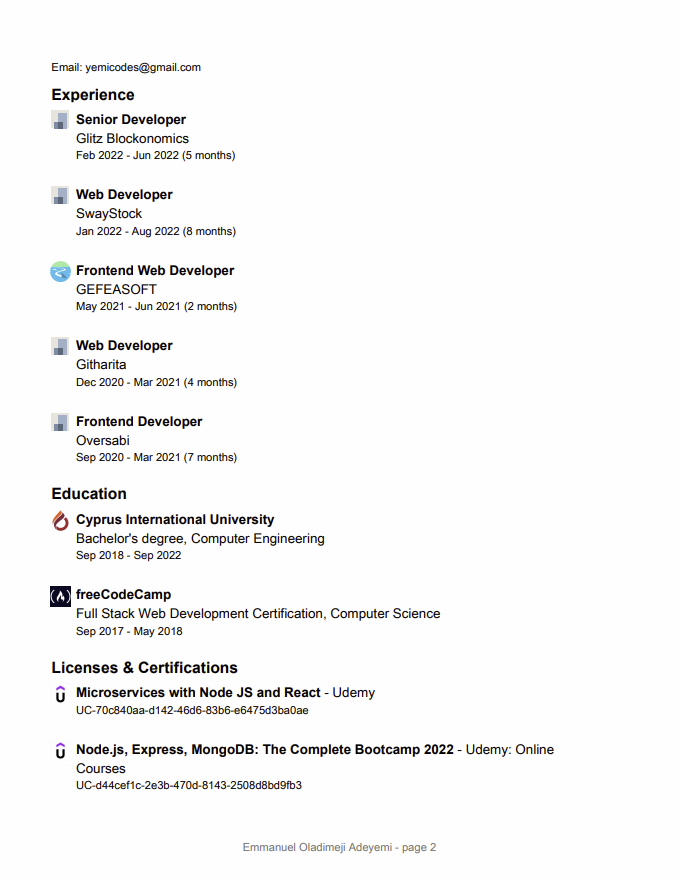 Email: yemicodes@gmail.com
Experience
Senior Developer
Glitz Blockonomics
Feb 2022 - Jun 2022 (5 months)
Web Developer
SwayStock
Jan 2022 - Aug 2022 (8 months)
Frontend Web Developer
GEFEASOFT
May 2021 - Jun 2021 (2 months)
Web Developer
Githarita
Dec 2020 - Mar 2021 (4 months)
Frontend Developer
Oversabi
Sep 2020 - Mar 2021 (7 months)
Education
Cyprus International University
Bachelor's degree, Computer Engineering
Sep 2018 - Sep 2022
freeCodeCamp
Full Stack Web Development Certification, Computer Science
Sep 2017 - May 2018
Licenses & Certifications
Microservices with Node JS and React - Udemy
UC-70c840aa-d142-46d6-83b6-e6475d3ba0ae
Node.js, Express, MongoDB: The Complete Bootcamp 2022 - Udemy: Online
Courses
UC-d44cef1c-2e3b-470d-8143-2508d8bd9fb3
Emmanuel Oladimeji Adeyemi - page 2